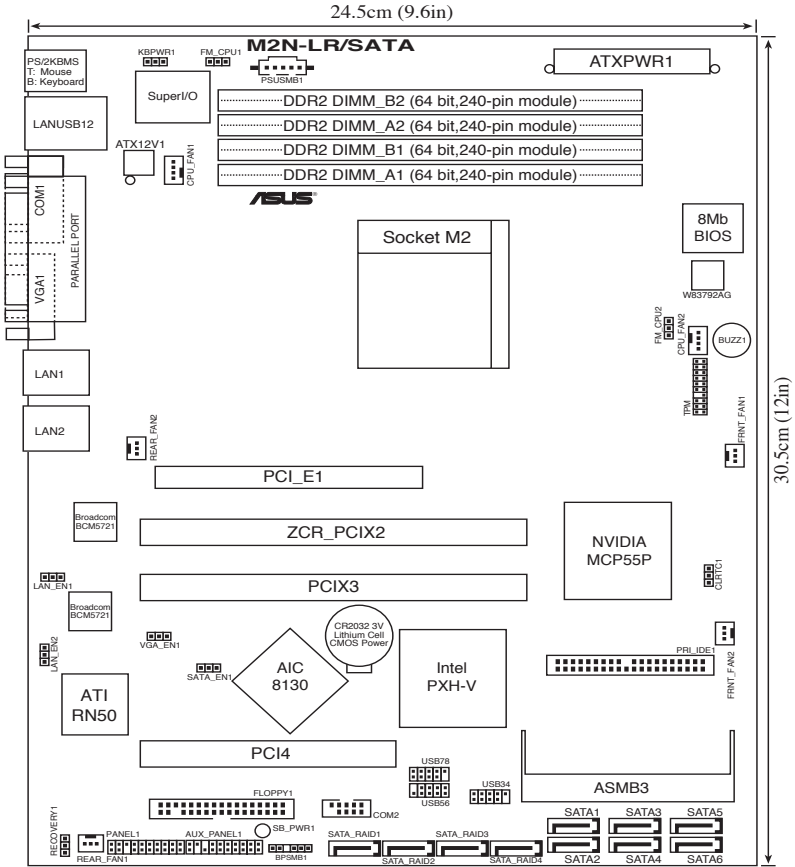 24.5cm (9.6in)
M2N-LR/SATA
PS/2KBMS
T: Mouse
B: Keyboard
KBPWR1
FM_CPU1
PSUSMB1
ATXPWR1
SuperI/O
LANUSB12
DDR2 DIMM_B2 (64 bit,240-pin module)
DDR2 DIMM_A2 (64 bit,240-pin module)
DDR2 DIMM_B1 (64 bit,240-pin module)
DDR2 DIMM_A1 (64 bit,240-pin module)
ATX12V1
CPU_FAN1
ASUS
COM1
PARALLEL PORT
VGA1
Socket M2
8Mb
BIOS
W83792AG
FM_CPU2
CPU_FAN2
BUZZ1
TPM
FRNT_FAN1
30.5cm (12in)
LAN1
LAN2
REAR_FAN2
PCI_E1
Broadcom
BCM5721
ZCR_PCIX2
NVIDIA
MCP55P
LAN_EN1
PCIX3
CLRTC1
Broadcom
BCM5721
CR2032 3V
Lithium Cell
CMOS Power
LAN_EN2
VGA_EN1
SATA_EN1
AIC
8130
Intel
PXH-V
PRI_IDE1
FRNT_FAN2
ATI
RN50
PCI4
USB78
USB56
USB34
ASMB3
FLOPPY1
COM2
SATA1
SATA3
SATA5
RECOVERY1
REAR_FAN1
PANEL1
AUX_PANEL1
SB_PWR1
BPSMB1
SATA_RAID1
SATA_RAID2
SATA_RAID3
SATA_RAID4
SATA2
SATA4
SATA6